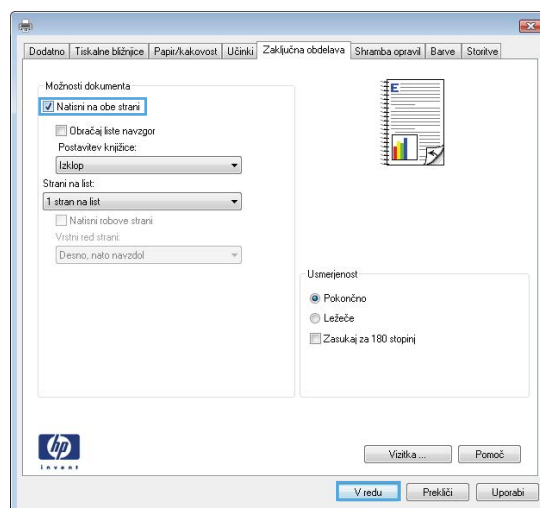 Dodatno Tiskalne bližnjice Papir/kakovost Učinki Zaključna obdelava Shramba opravil Barve Storitve
Možnosti dokumenta
Natisni na obe strani
Obračaj liste navzgor
Postavitev knjižice:
Izklop
Strani na list:
1 stran na list
Natisni robove strani
Vrstni red strani:
Desno, nato navzdol
E
Usmerjenost
Pokončno
Ležeče
Zasukaj za 180 stopinj
hp
invent
Vizitka ... Pomoč
V redu Prekliči Uporabi